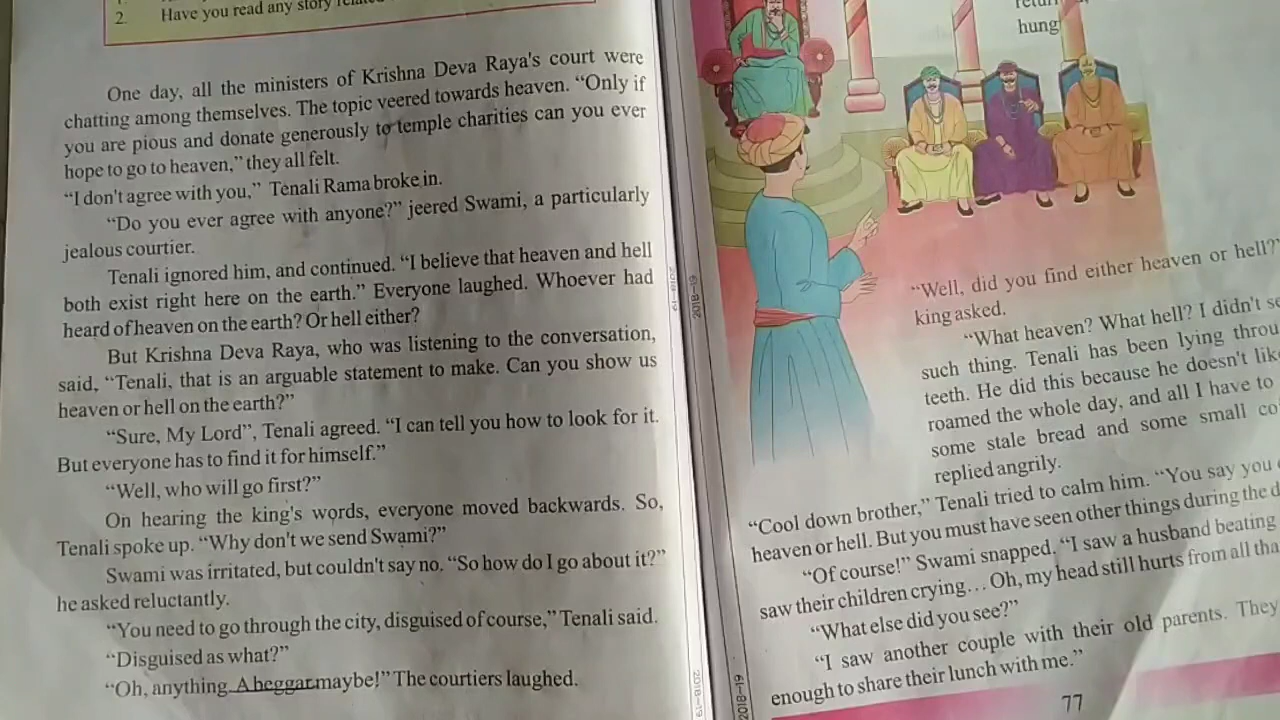 2.
Have you read any story
One day, all the ministers of Krishna Deva Raya's court were
chatting among themselves. The topic veered towards heaven. “Only if
you are pious and donate generously to temple charities can you ever
hope to go to heaven,” they all felt.
“I don't agree with you,” Tenali Rama broke in.
“Do you ever agree with anyone?” jeered Swami, a particularly
jealous courtier.
Tenali ignored him, and continued. “I believe that heaven and hell
both exist right here on the earth.” Everyone laughed. Whoever had
heard of heaven on the earth? Or hell either?
But Krishna Deva Raya, who was listening to the conversation,
said, “Tenali, that is an arguable statement to make. Can you show us
heaven or hell on the earth?”
“Sure, My Lord”, Tenali agreed. “I can tell you how to look for it.
But everyone has to find it for himself.”
“Well, who will go first?”
On hearing the king's words, everyone moved backwards. So,
Tenali spoke up. “Why don't we send Swami?”
Swami was irritated, but couldn't say no. “So how do I go about it?”
he asked reluctantly.
“You need to go through the city, disguised of course,” Tenali said.
“Disguised as what?”
“Oh, anything. A beggar maybe!” The courtiers laughed.
2018-19
2018-19
hung
“Well, did you find either heaven or hell?”
king asked.
“What heaven? What hell? I didn't
such thing. Tenali has been lying
teeth. He did this because he doesn't
roamed the whole day, and all I have to
some stale bread and some small
replied angrily.
“Cool down brother,” Tenali tried to calm him. “You say you
heaven or hell. But you must have seen other things during the
“Of course!” Swami snapped. “I saw a husband beating
saw their children crying... Oh, my head still hurts from all
“What else did you see?”
“I saw another couple with their old parents. They
enough to share their lunch with me.”
77
2018-19
2018-19